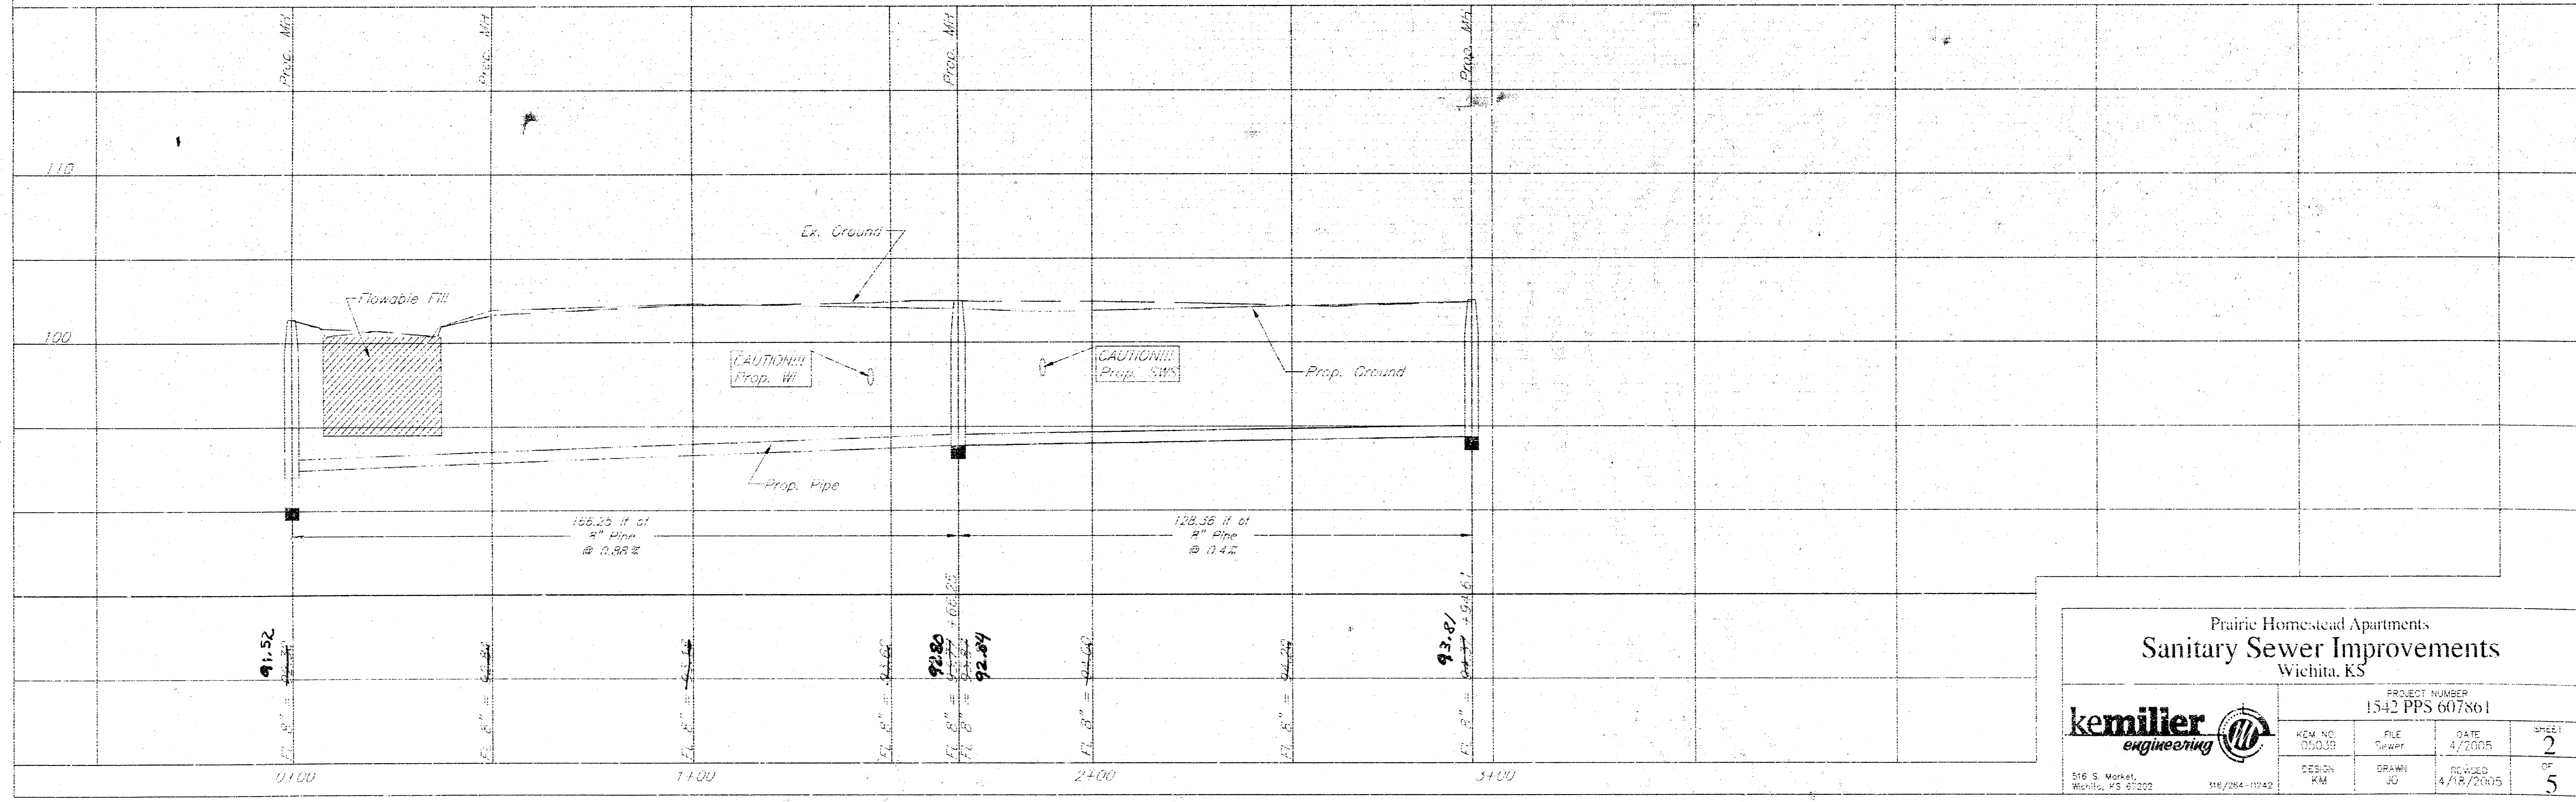 Prop. MH
Prop. MH
Prop. MH
Prop. MH
110
Ex. Ground
Flowable Fill
100
CAUTION!!!
Prop. Wl
CAUTION!!!
Prop. SWS
Prop. Ground
Prop. Pipe
166.25 lf of
8" Pipe
@ 0.88%
128.36 lf of
8" Pipe
@ 0.4%
91.52
FL 8" =
FL 8" =
FL 8" =
FL 8" =
92.80
FL 8" = +66.25
FL 8" =
92.84
FL 8" =
FL 8" =
93.81
FL 8" = +94.61
0+00
1+00
2+00
3+00
Prairie Homestead Apartments
Sanitary Sewer Improvements
Wichita, KS
kemiller
engineering
516 S. Market,
Wichita, KS 67202
316/264-0242
PROJECT NUMBER
1542 PPS 607861
KEM NO.
05039
FILE
Sewer
DATE
4/2005
SHEET
2
DESIGN
KM
DRAWN
JD
REVISED
4/18/2005
OF
5